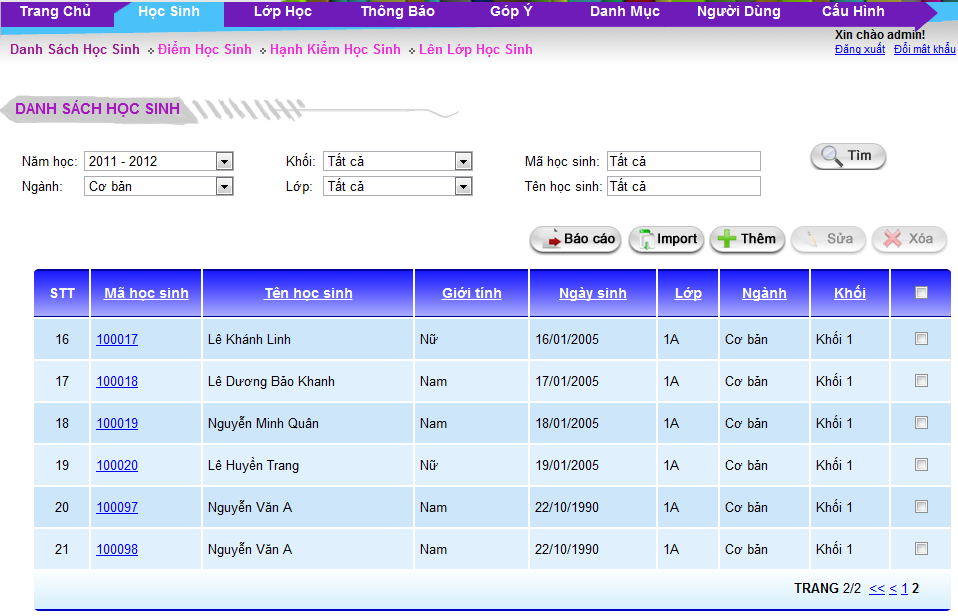 Trang Chủ Học Sinh Lớp Học Thông Báo Góp Ý Danh Mục Người Dùng Cấu Hình
Xin chào admin!
Danh Sách Học Sinh Điểm Học Sinh Hạnh Kiểm Học Sinh Lên Lớp Học Sinh Đăng xuất Đổi mật khẩu
DANH SÁCH HỌC SINH
Năm học: 2011 - 2012 Khối: Tất cả Mã học sinh: Tất cả Tìm
Ngành: Cơ bản Lớp: Tất cả Tên học sinh: Tất cả
Báo cáo Import Thêm Sửa Xóa
STT Mã học sinh Tên học sinh Giới tính Ngày sinh Lớp Ngành Khối
16 100017 Lê Khánh Linh Nữ 16/01/2005 1A Cơ bản Khối 1
17 100018 Lê Dương Bảo Khanh Nam 17/01/2005 1A Cơ bản Khối 1
18 100019 Nguyễn Minh Quân Nam 18/01/2005 1A Cơ bản Khối 1
19 100020 Lê Huyền Trang Nữ 19/01/2005 1A Cơ bản Khối 1
20 100097 Nguyễn Văn A Nam 22/10/1990 1A Cơ bản Khối 1
21 100098 Nguyễn Văn A Nam 22/10/1990 1A Cơ bản Khối 1
TRANG 2/2 << < 1 2